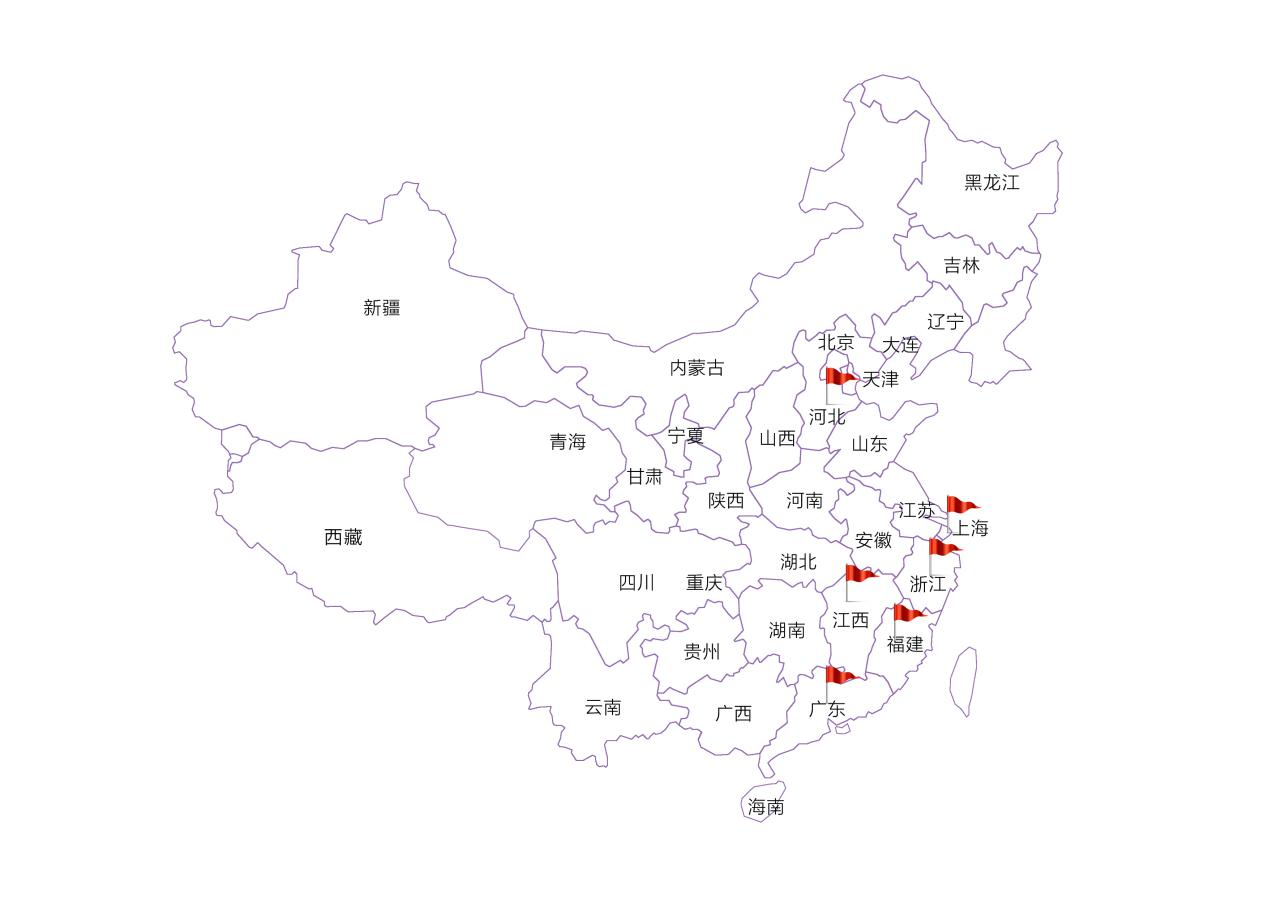 黑龙江
吉林
新疆
辽宁
北京
大连
内蒙古
天津
河北
宁夏
山西
青海
山东
甘肃
陕西
河南
江苏
上海
西藏
安徽
湖北
四川
重庆
浙江
江西
湖南
福建
贵州
云南
广西
广东
海南